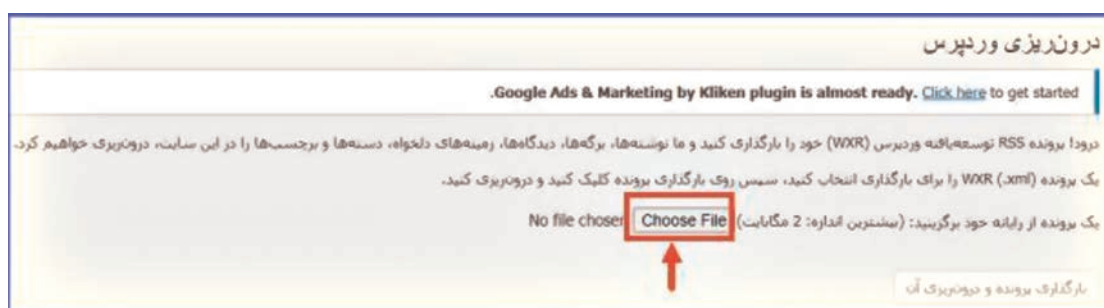 درون‌ریزی وردپرس
Google Ads & Marketing by Kliken plugin is almost ready. Click here to get started.
درود! پرونده RSS توسعه‌یافته وردپرس (WXR) خود را بارگذاری کنید و ما نوشته‌ها، برگه‌ها، دیدگاه‌ها، زمینه‌های دلخواه، دسته‌ها و برچسب‌ها را در این سایت، درون‌ریزی خواهیم کرد.
یک پرونده WXR (.xml) را برای بارگذاری انتخاب کنید، سپس روی بارگذاری پرونده کلیک کنید و درون‌ریزی کنید.
یک پرونده از رایانه خود برگزینید: (بیشترین اندازه: 2 مگابایت) Choose File No file chosen
بارگذاری پرونده و درون‌ریزی آن